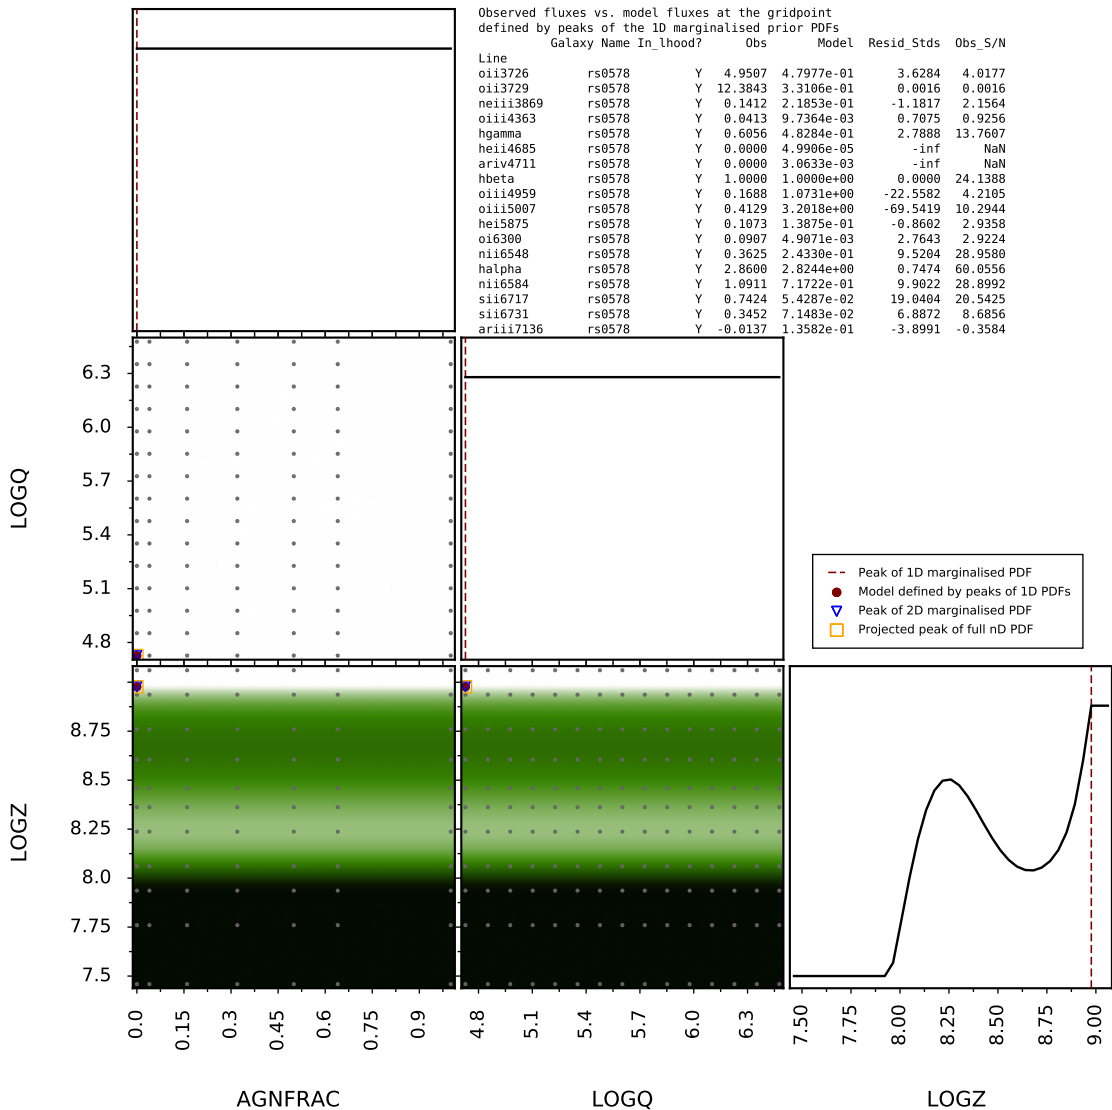 Observed fluxes vs. model fluxes at the gridpoint
defined by peaks of the 1D marginalised prior PDFs
Galaxy Name In_lhood? Obs Model Resid_Stds Obs_S/N
Line
oii3726 rs0578 Y 4.9507 4.7977e-01 3.6284 4.0177
oii3729 rs0578 Y 12.3843 3.3106e-01 0.0016 0.0016
neiii3869 rs0578 Y 0.1412 2.1853e-01 -1.1817 2.1564
oiii4363 rs0578 Y 0.0413 9.7364e-03 0.7075 0.9256
hgamma rs0578 Y 0.6056 4.8284e-01 2.7888 13.7607
heii4685 rs0578 Y 0.0000 4.9906e-05 -inf NaN
ariv4711 rs0578 Y 0.0000 3.0633e-03 -inf NaN
hbeta rs0578 Y 1.0000 1.0000e+00 0.0000 24.1388
oiii4959 rs0578 Y 0.1688 1.0731e+00 -22.5582 4.2105
oiii5007 rs0578 Y 0.4129 3.2018e+00 -69.5419 10.2944
hei5875 rs0578 Y 0.1073 1.3875e-01 -0.8602 2.9358
oi6300 rs0578 Y 0.0907 4.9071e-03 2.7643 2.9224
nii6548 rs0578 Y 0.3625 2.4330e-01 9.5204 28.9580
halpha rs0578 Y 2.8600 2.8244e+00 0.7474 60.0556
nii6584 rs0578 Y 1.0911 7.1722e-01 9.9022 28.8992
sii6717 rs0578 Y 0.7424 5.4287e-02 19.0404 20.5425
sii6731 rs0578 Y 0.3452 7.1483e-02 6.8872 8.6856
ariii7136 rs0578 Y -0.0137 1.3582e-01 -3.8991 -0.3584
6.3
6.0
5.7
5.4
5.1
4.8
LOGQ
Peak of 1D marginalised PDF
Model defined by peaks of 1D PDFs
Peak of 2D marginalised PDF
Projected peak of full nD PDF
8.75
8.5
8.25
8.0
7.75
7.5
LOGZ
0.0 0.15 0.3 0.45 0.6 0.75 0.9
4.8 5.1 5.4 5.7 6.0 6.3
7.50 7.75 8.00 8.25 8.50 8.75 9.00
AGNFRAC LOGQ LOGZ